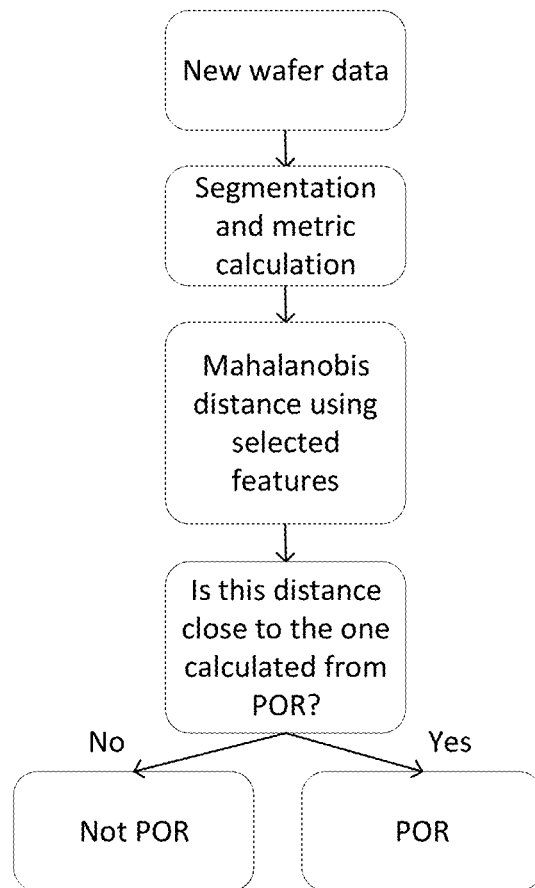 New wafer data
Segmentation
and metric
calculation
Mahalanobis
distance using
selected
features
Is this distance
close to the one
calculated from
POR?
No
Yes
Not POR
POR